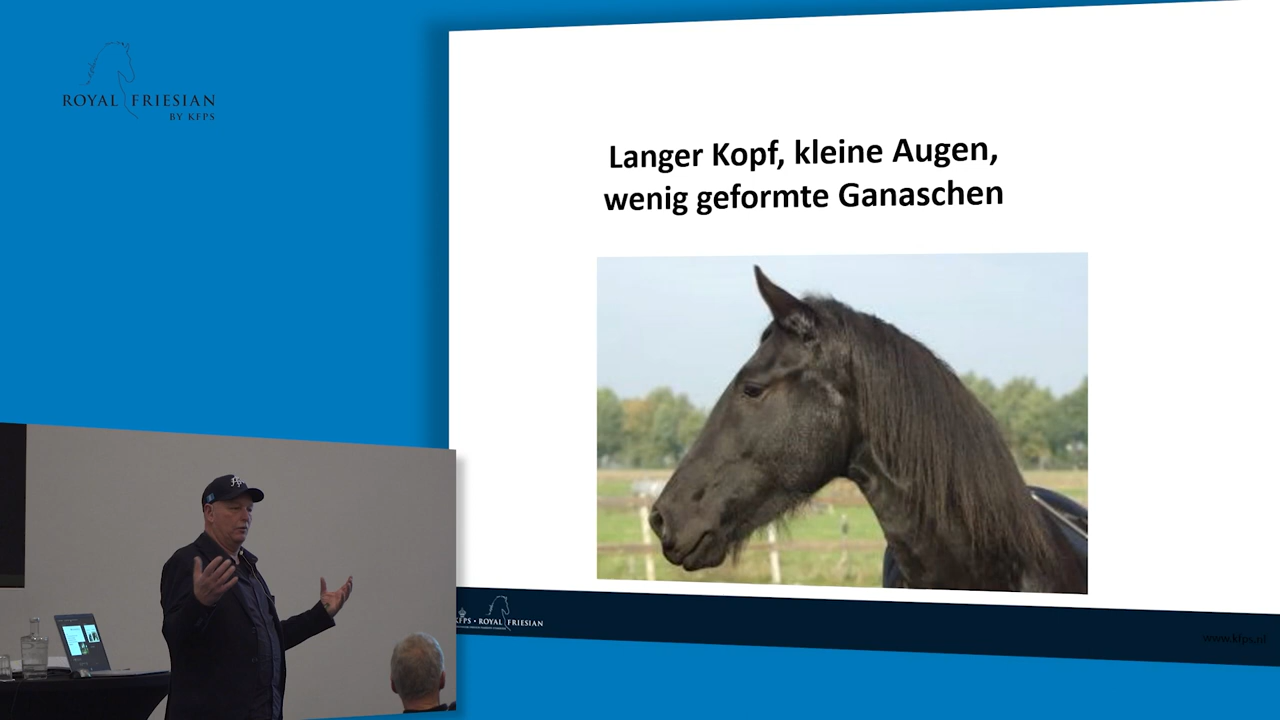 ROYAL FRIESIAN
BY KFPS
Langer Kopf, kleine Augen,
wenig geformte Ganaschen
KFPS • ROYAL FRIESIAN
www.kfps.nl